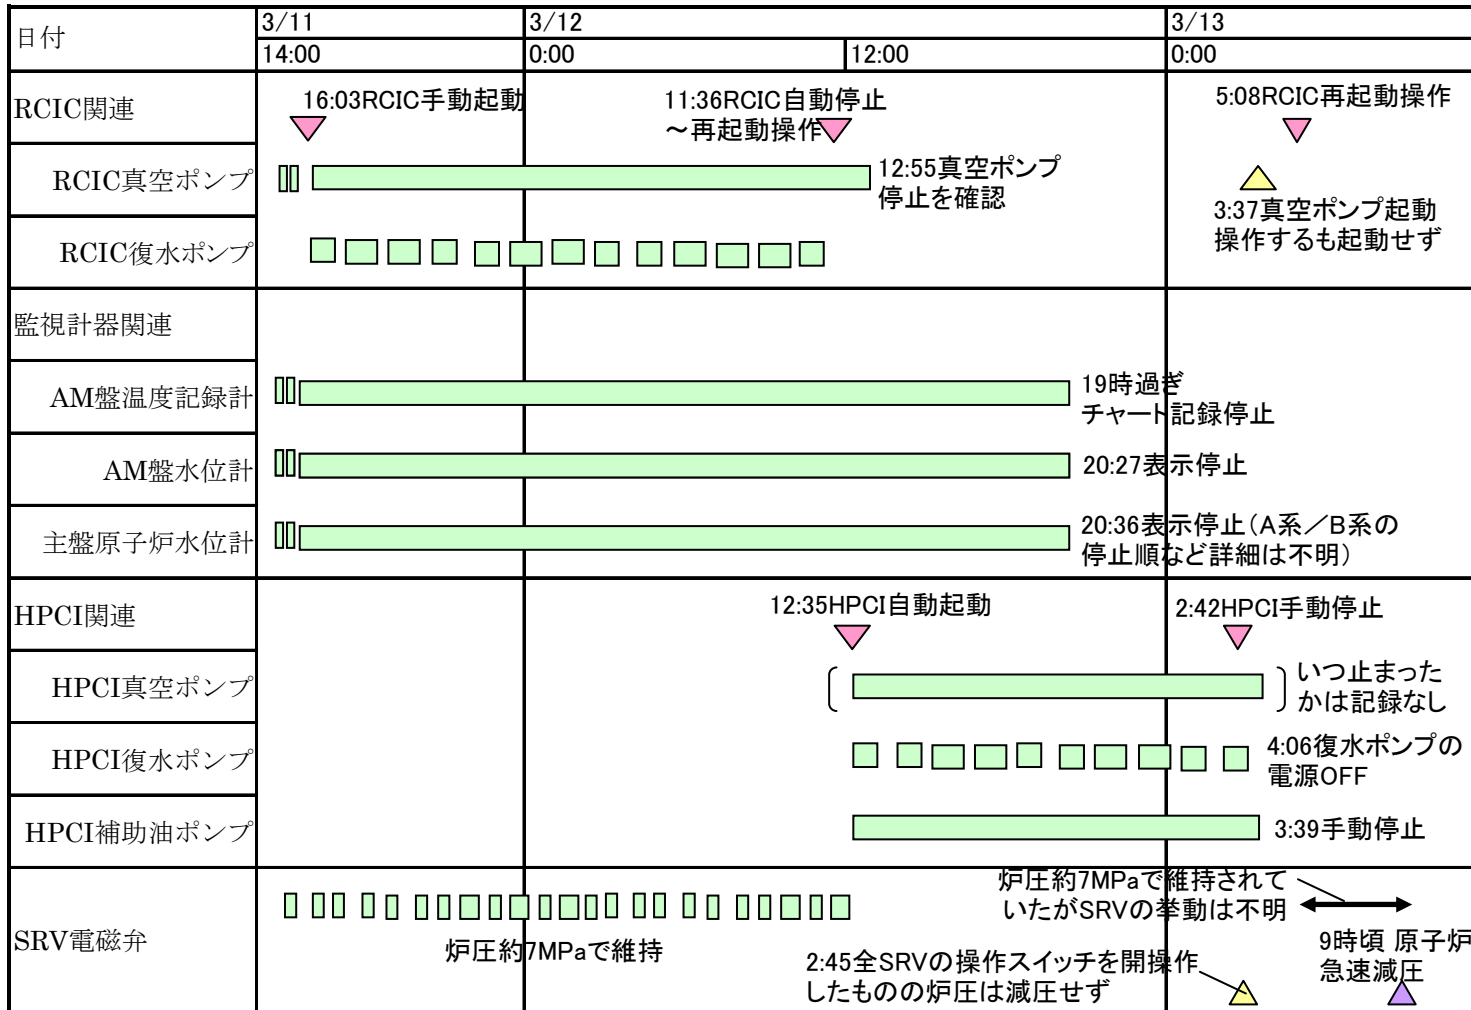 日付
3/11
3/12
3/13
14:00
0:00
12:00
0:00
RCIC関連
16:03RCIC手動起動
11:36RCIC自動停止
～再起動操作
5:08RCIC再起動操作
RCIC真空ポンプ
12:55真空ポンプ
停止を確認
3:37真空ポンプ起動
操作するも起動せず
RCIC復水ポンプ
監視計器関連
AM盤温度記録計
19時過ぎ
チャート記録停止
AM盤水位計
20:27表示停止
主盤原子炉水位計
20:36表示停止（A系／B系の
停止順など詳細は不明）
HPCI関連
12:35HPCI自動起動
2:42HPCI手動停止
HPCI真空ポンプ
いつ止まった
かは記録なし
HPCI復水ポンプ
4:06復水ポンプの
電源OFF
HPCI補助油ポンプ
3:39手動停止
SRV電磁弁
炉圧約7MPaで維持
炉圧約7MPaで維持されて
いたがSRVの挙動は不明
2:45全SRVの操作スイッチを開操作
したものの炉圧は減圧せず
9時頃 原子炉
急速減圧